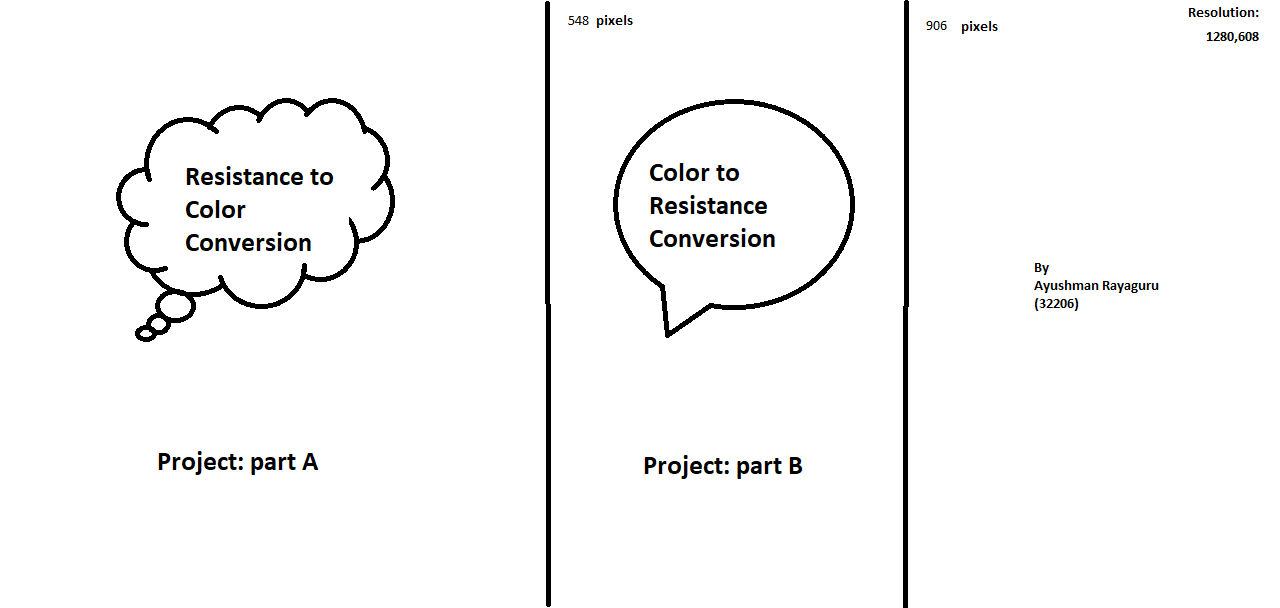 Resistance to
Color
Conversion
Project: part A
548 pixels
Color to
Resistance
Conversion
Project: part B
906 pixels
Resolution:
1280,608
By
Ayushman Rayaguru
(32206)